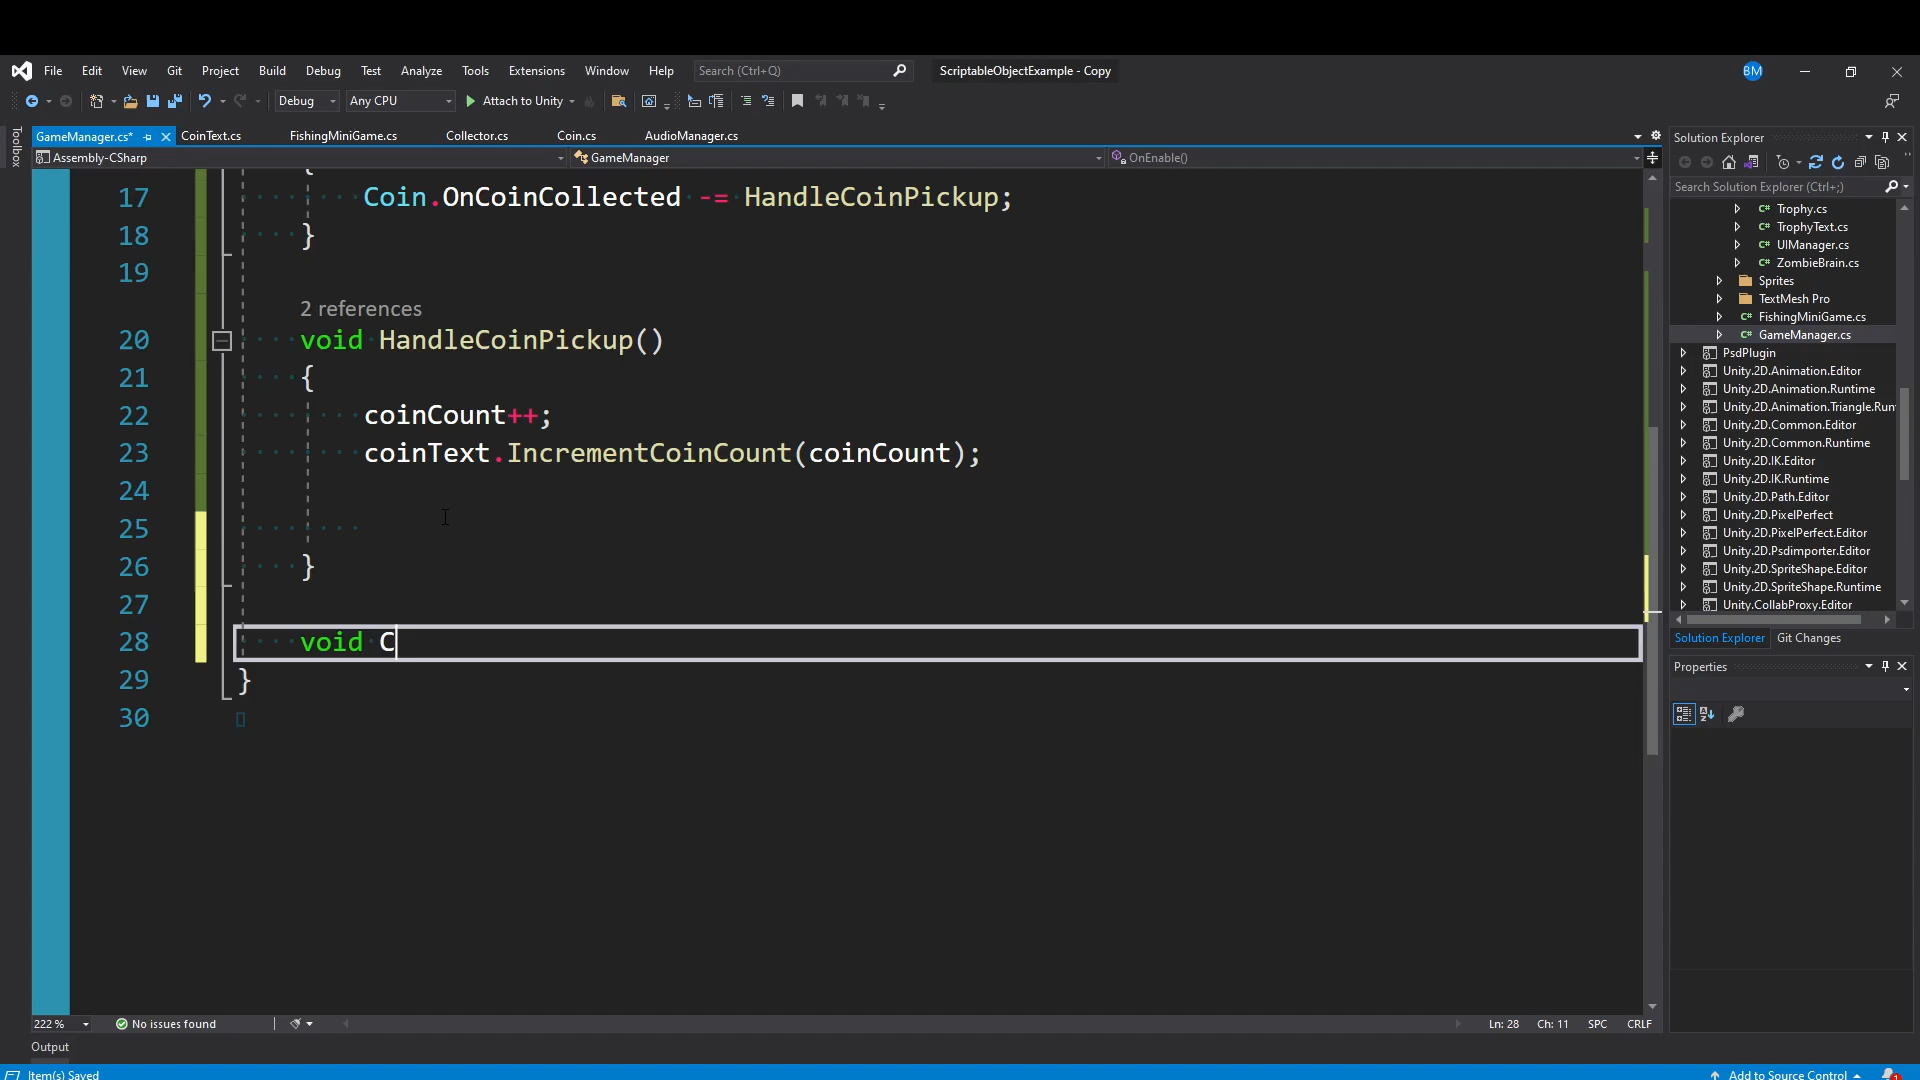 File Edit View Git Project Build Debug Test Analyze Tools Extensions Window Help Search (Ctrl+Q) ScriptableObjectExample - Copy BM
Debug Any CPU Attach to Unity
Toolbox
GameManager.cs* CoinText.cs FishingMiniGame.cs Collector.cs Coin.cs AudioManager.cs
Assembly-CSharp GameManager OnEnable()
{
17 Coin.OnCoinCollected -= HandleCoinPickup;
18 }
19
2 references
20 void HandleCoinPickup()
21 {
22 coinCount++;
23 coinText.IncrementCoinCount(coinCount);
24
25
26 }
27
28 void C
29 }
30
222 % No issues found Ln: 28 Ch: 11 SPC CRLF
Output
Item(s) Saved
Add to Source Control 1
Solution Explorer
Search Solution Explorer (Ctrl+;)
C# Trophy.cs
C# TrophyText.cs
C# UIManager.cs
C# ZombieBrain.cs
Sprites
TextMesh Pro
C# FishingMiniGame.cs
C# GameManager.cs
PsdPlugin
Unity.2D.Animation.Editor
Unity.2D.Animation.Runtime
Unity.2D.Animation.Triangle.Run
Unity.2D.Common.Editor
Unity.2D.Common.Runtime
Unity.2D.IK.Editor
Unity.2D.IK.Runtime
Unity.2D.Path.Editor
Unity.2D.PixelPerfect
Unity.2D.PixelPerfect.Editor
Unity.2D.Psdimporter.Editor
Unity.2D.SpriteShape.Editor
Unity.2D.SpriteShape.Runtime
Unity.CollabProxy.Editor
Solution Explorer Git Changes
Properties